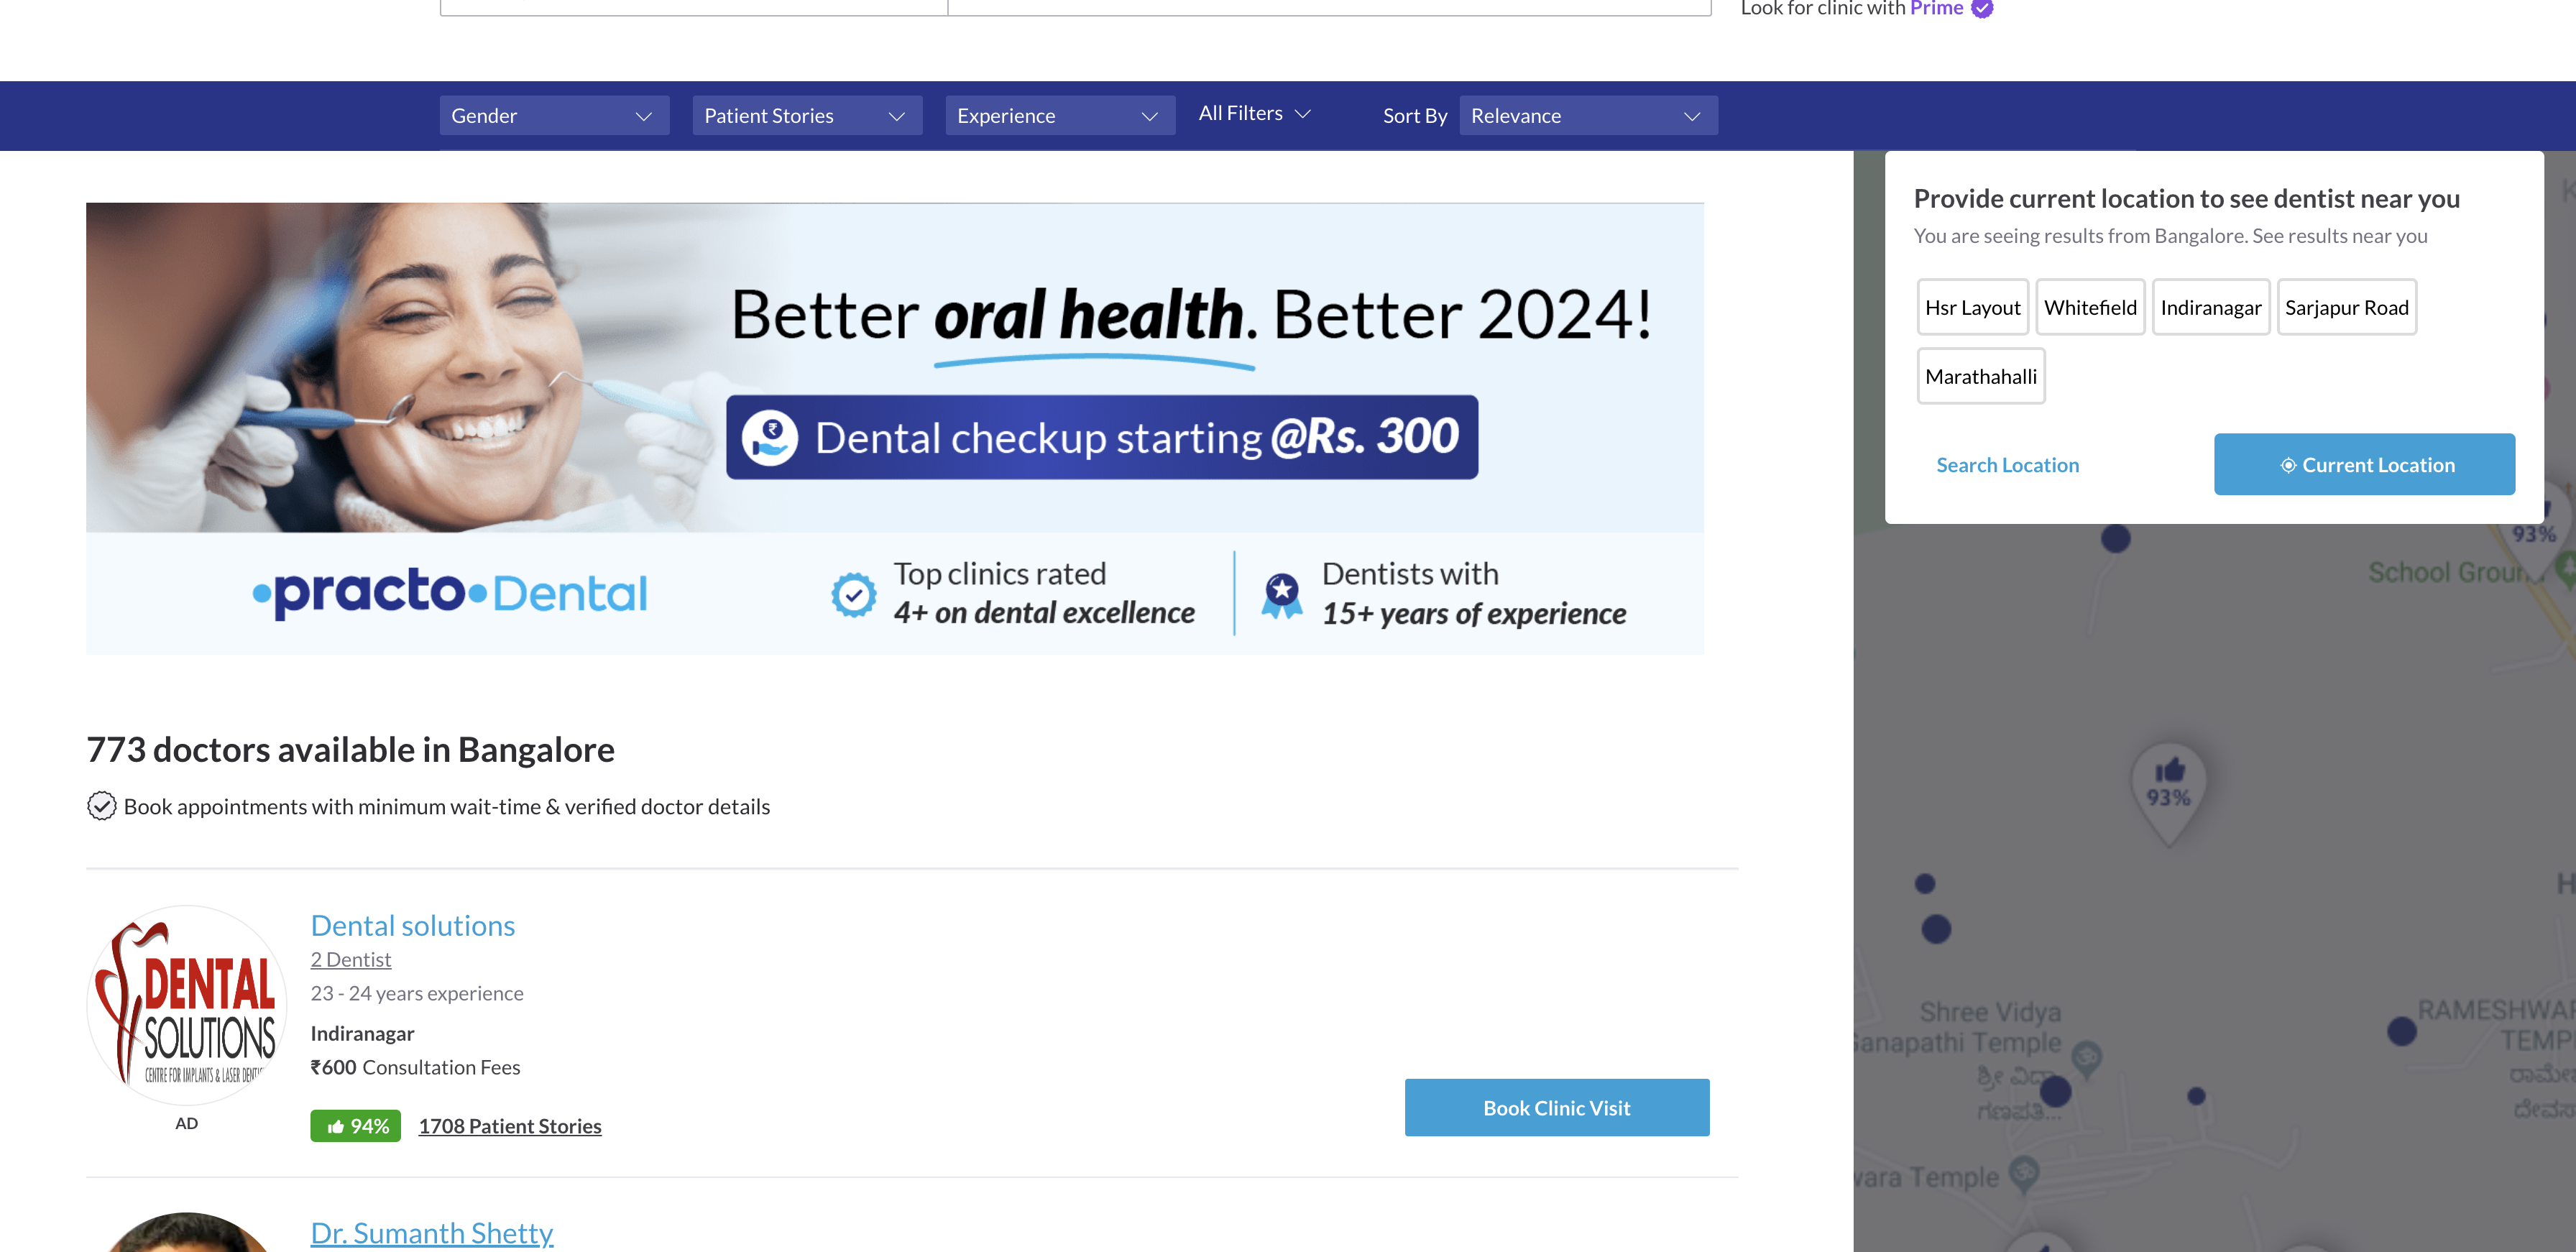 Look for clinic with Prime
Gender
Patient Stories
Experience
All Filters
Sort By
Relevance
Better oral health. Better 2024!
Dental checkup starting @Rs. 300
practo Dental
Top clinics rated
4+ on dental excellence
Dentists with
15+ years of experience
Provide current location to see dentist near you
You are seeing results from Bangalore. See results near you
Hsr Layout
Whitefield
Indiranagar
Sarjapur Road
Marathahalli
Search Location
Current Location
773 doctors available in Bangalore
Book appointments with minimum wait-time & verified doctor details
DENTAL
SOLUTIONS
CENTRE FOR IMPLANTS & LASER
AD
Dental solutions
2 Dentist
23 - 24 years experience
Indiranagar
₹600 Consultation Fees
94%
1708 Patient Stories
Book Clinic Visit
Dr. Sumanth Shetty
93%
School
93%
Shree Vidya
Ganapathi Temple
ಶ್ರೀ ವಿದ್ಯಾ
ಗಣಪತಿ...
Temple